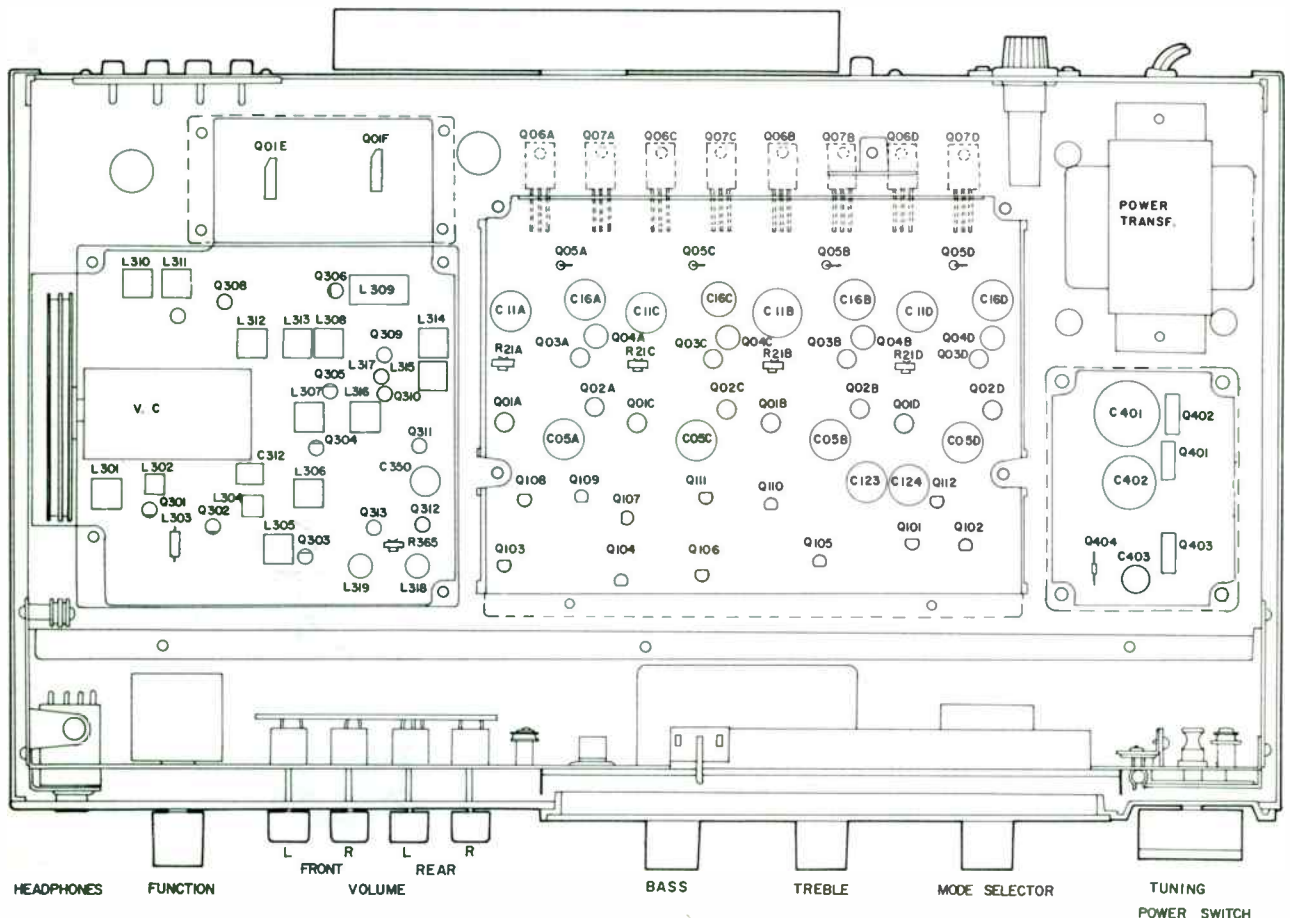 Q01E Q01F
Q06A Q07A Q06C Q07C Q06B Q07B Q06D Q07D
POWER
TRANSF.
L310 L311 Q308 Q306 L309
Q05A Q05C Q05B Q05D
C11A C16A C11C C16C C11B C16B C11D C16D
L312 L313 L308 Q309 L314
R21A Q03A Q04A R21C Q03C Q04C R21B Q03B Q04B R21D Q04D Q03D
L317 L315
Q305 Q310
V. C L307 L316
Q01A Q02A Q01C Q02C Q01B Q02B Q01D Q02D
C401 Q402
Q304 Q311
C05A C05C C05B C05D
Q401
L301 L302 C312 L306 C350
Q108 Q109 Q107 Q111 Q110 C123 C124 Q112
C402
Q301 L303 Q302 L304 L305 Q303 Q313 Q312
R365
Q103 Q104 Q106 Q105 Q101 Q102
Q404 C403 Q403
L319 L318
L R L R
FRONT REAR
HEADPHONES FUNCTION VOLUME BASS TREBLE MODE SELECTOR TUNING
POWER SWITCH